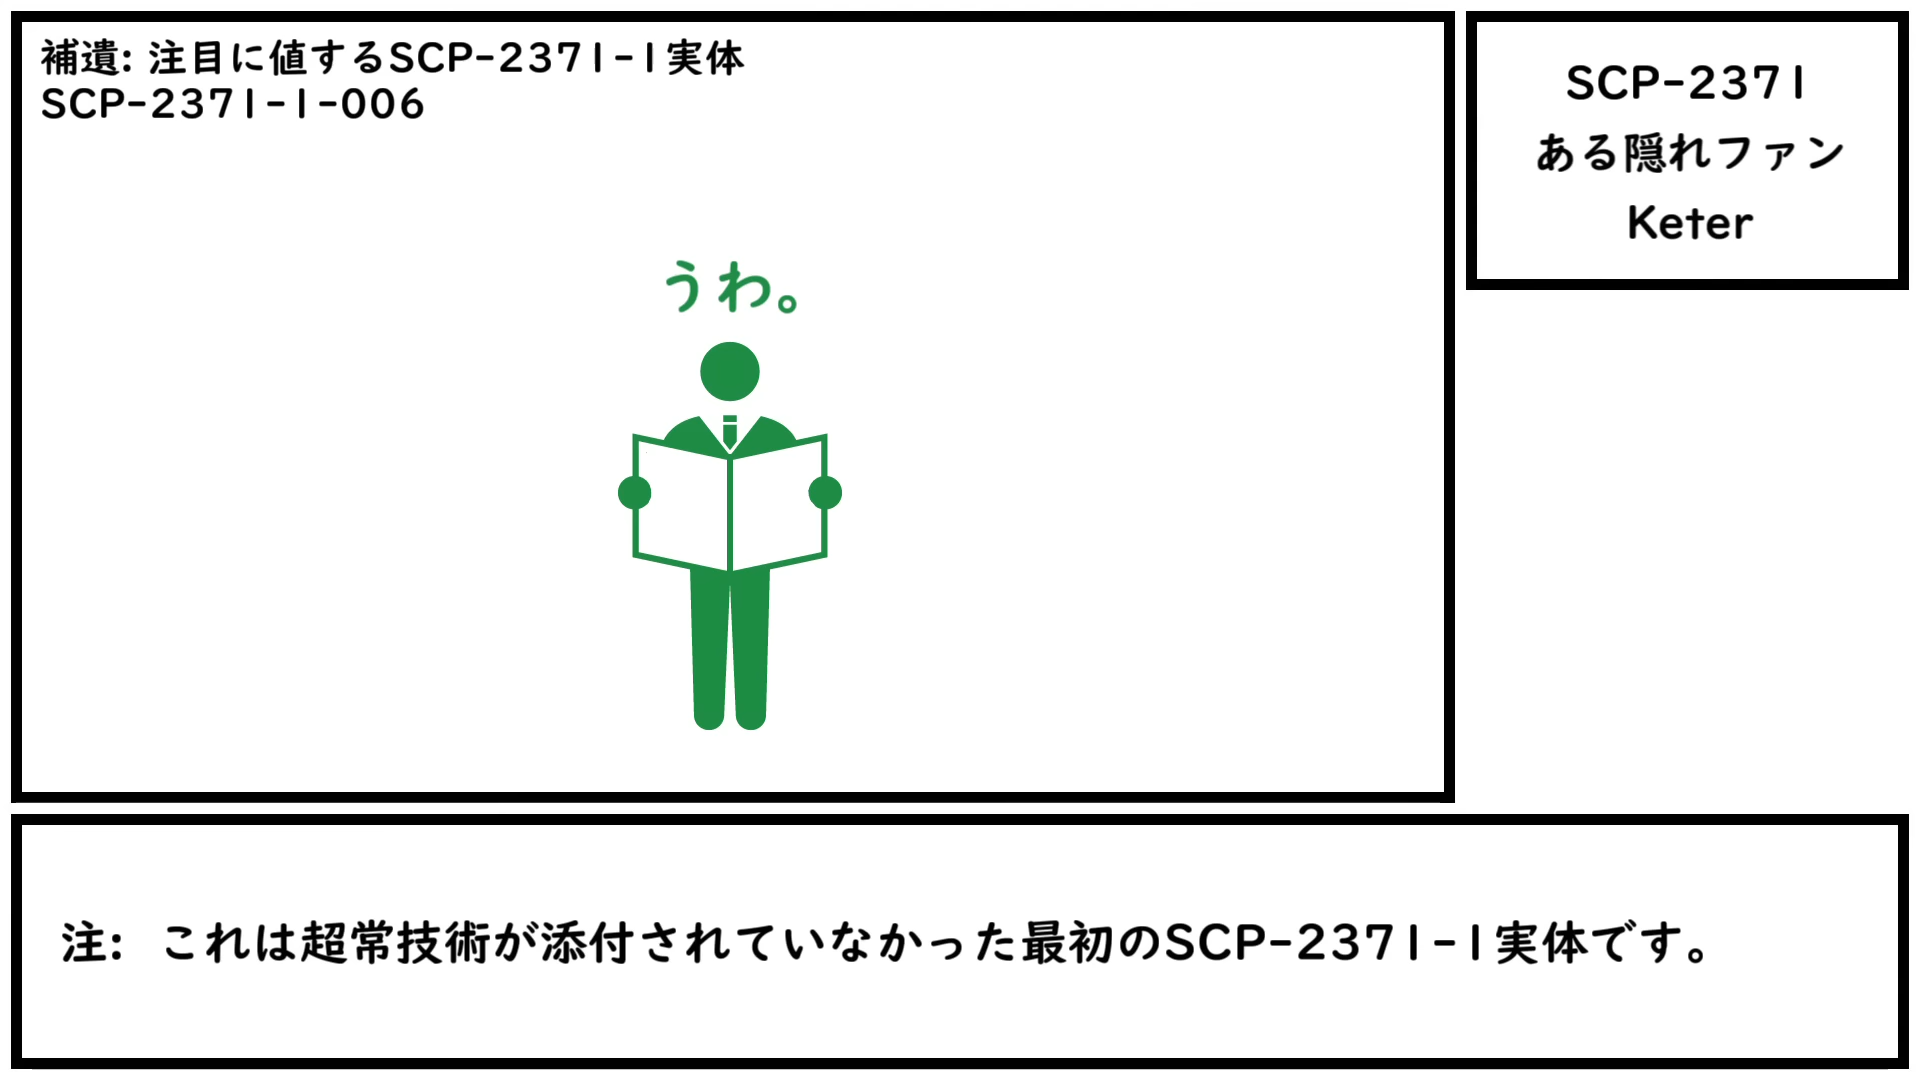 補遺: 注目に値するSCP-2371-1実体
SCP-2371-1-006
うわ。
SCP-2371
ある隠れファン
Keter
注: これは超常技術が添付されていなかった最初のSCP-2371-1実体です。